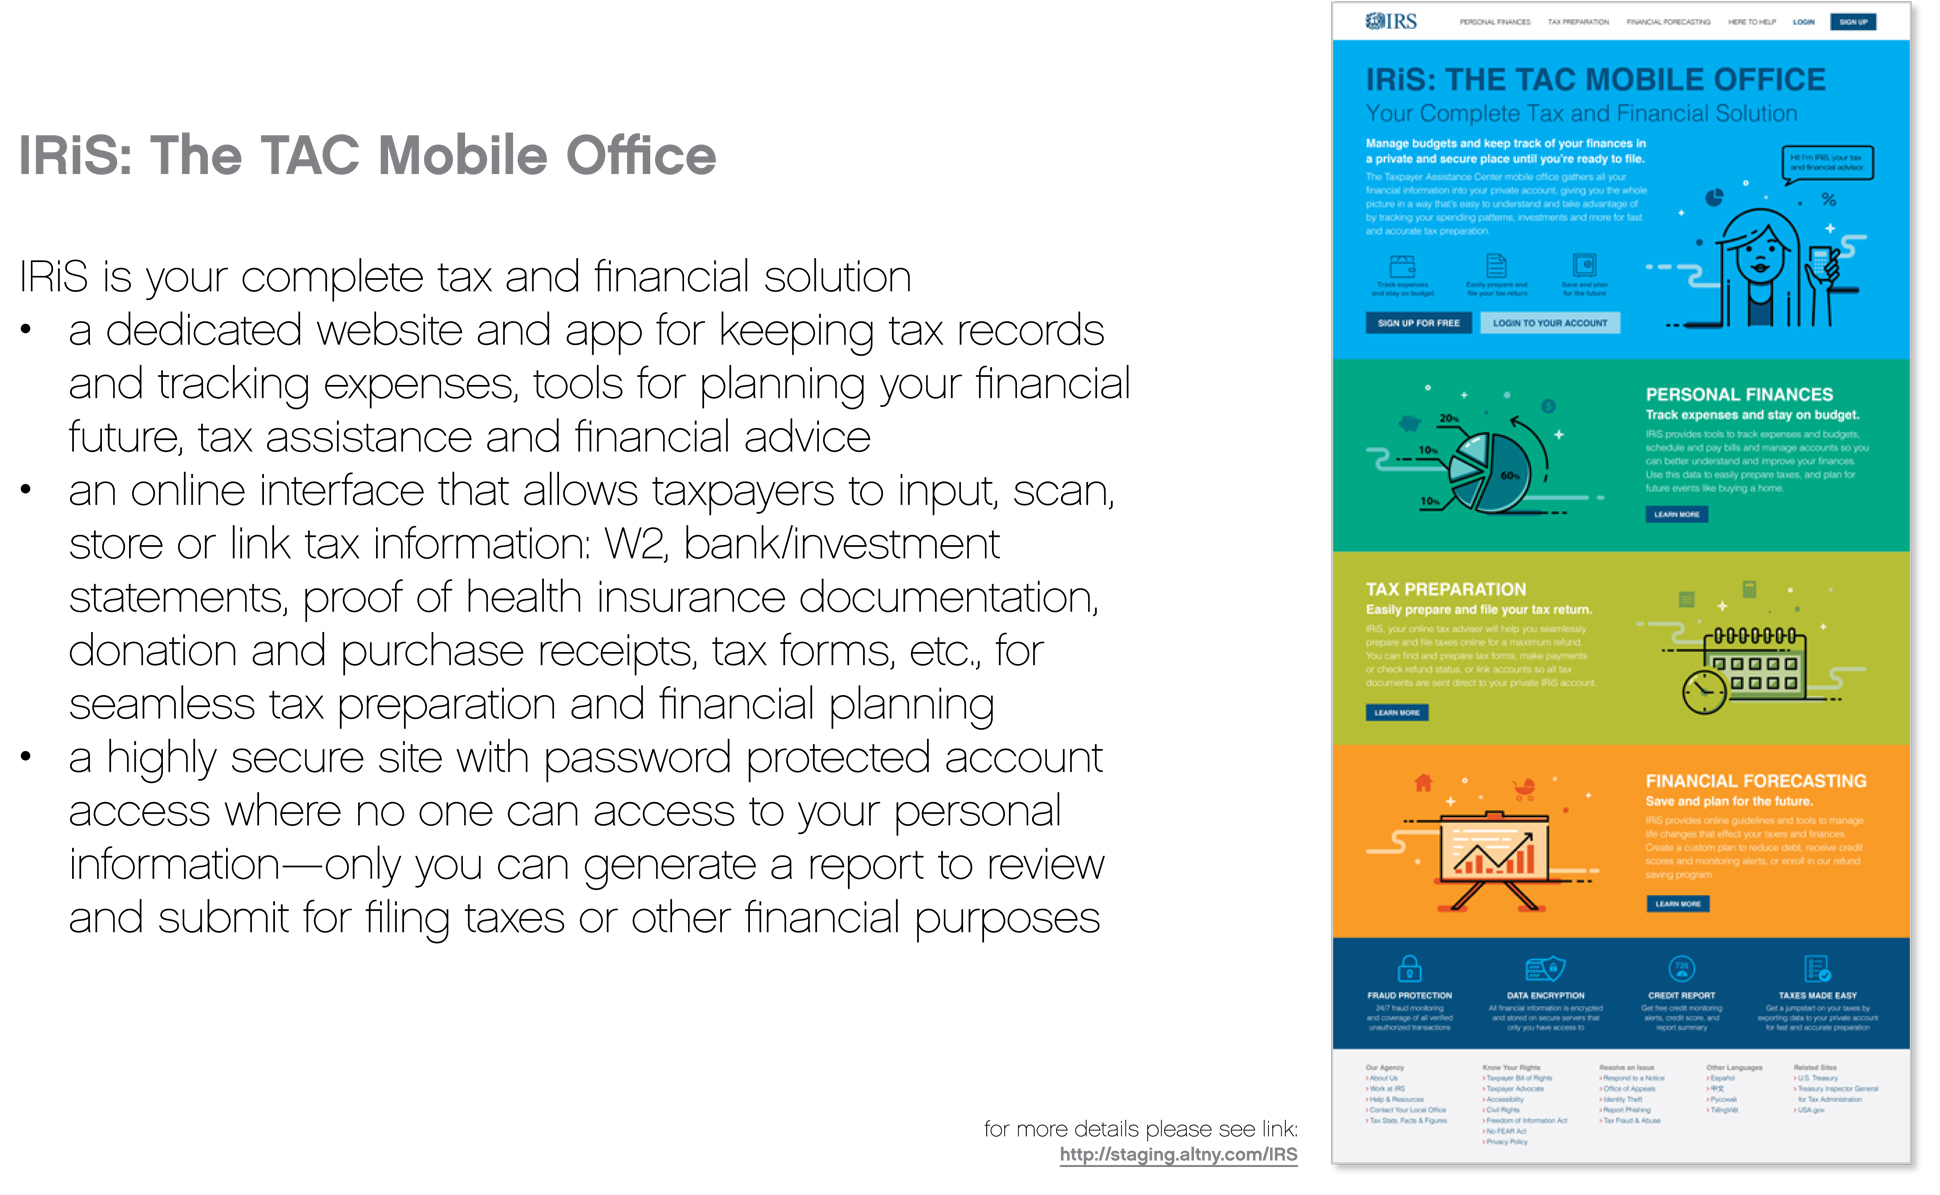 IRiS: The TAC Mobile Office
IRiS is your complete tax and financial solution
• a dedicated website and app for keeping tax records
and tracking expenses, tools for planning your financial
future, tax assistance and financial advice
• an online interface that allows taxpayers to input, scan,
store or link tax information: W2, bank/investment
statements, proof of health insurance documentation,
donation and purchase receipts, tax forms, etc., for
seamless tax preparation and financial planning
• a highly secure site with password protected account
access where no one can access to your personal
information—only you can generate a report to review
and submit for filing taxes or other financial purposes
for more details please see link:
http://staging.altny.com/IRS
IRS
PERSONAL FINANCES
TAX PREPARATION
FINANCIAL FORECASTING
HERE TO HELP
LOGIN
SIGN UP
IRiS: THE TAC MOBILE OFFICE
Your Complete Tax and Financial Solution
Manage budgets and keep track of your finances in
a private and secure place until you're ready to file.
The Taxpayer Assistance Center mobile office gathers all your
financial information into your private account, giving you the whole
picture in a way that's easy to understand and take advantage of
by tracking your spending patterns, investments and more for fast
and accurate tax preparation.
Hi! I'm IRiS, your tax
and financial advisor.
%
Track expenses
and stay on budget
Easily prepare and
file your tax return
Save and plan
for the future
SIGN UP FOR FREE
LOGIN TO YOUR ACCOUNT
20%
10%
10%
60%
$
PERSONAL FINANCES
Track expenses and stay on budget.
IRiS provides tools to track expenses and budgets,
schedule and pay bills and manage accounts so you
can better understand and improve your finances.
Use this data to easily prepare taxes, and plan for
future events like buying a home.
LEARN MORE
TAX PREPARATION
Easily prepare and file your tax return.
IRiS, your online tax adviser will help you seamlessly
prepare and file taxes online for a maximum refund.
You can find and prepare tax forms, make payments
or check refund status, or link accounts so all tax
documents are sent direct to your private IRiS account.
LEARN MORE
FINANCIAL FORECASTING
Save and plan for the future.
IRiS provides online guidelines and tools to manage
life changes that effect your taxes and finances.
Create a custom plan to reduce debt, receive credit
scores and monitoring alerts, or enroll in our refund
saving program.
LEARN MORE
FRAUD PROTECTION
24/7 fraud monitoring
and coverage of all verified
unauthorized transactions
DATA ENCRYPTION
All financial information is encrypted
and stored on secure servers that
only you have access to
725
CREDIT REPORT
Get free credit monitoring
alerts, credit score, and
report summary
TAXES MADE EASY
Get a jumpstart on your taxes by
exporting data to your private account
for fast and accurate preparation
Our Agency
› About Us
› Work at IRS
› Help & Resources
› Contact Your Local Office
› Tax Stats, Facts & Figures
Know Your Rights
› Taxpayer Bill of Rights
› Taxpayer Advocate
› Accessibility
› Civil Rights
› Freedom of Information Act
› No FEAR Act
› Privacy Policy
Resolve an Issue
› Respond to a Notice
› Office of Appeals
› Identity Theft
› Report Phishing
› Tax Fraud & Abuse
Other Languages
› Español
› 中文
› Русский
› TiếngViệt
Related Sites
› U.S. Treasury
› Treasury Inspector General
for Tax Administration
› USA.gov